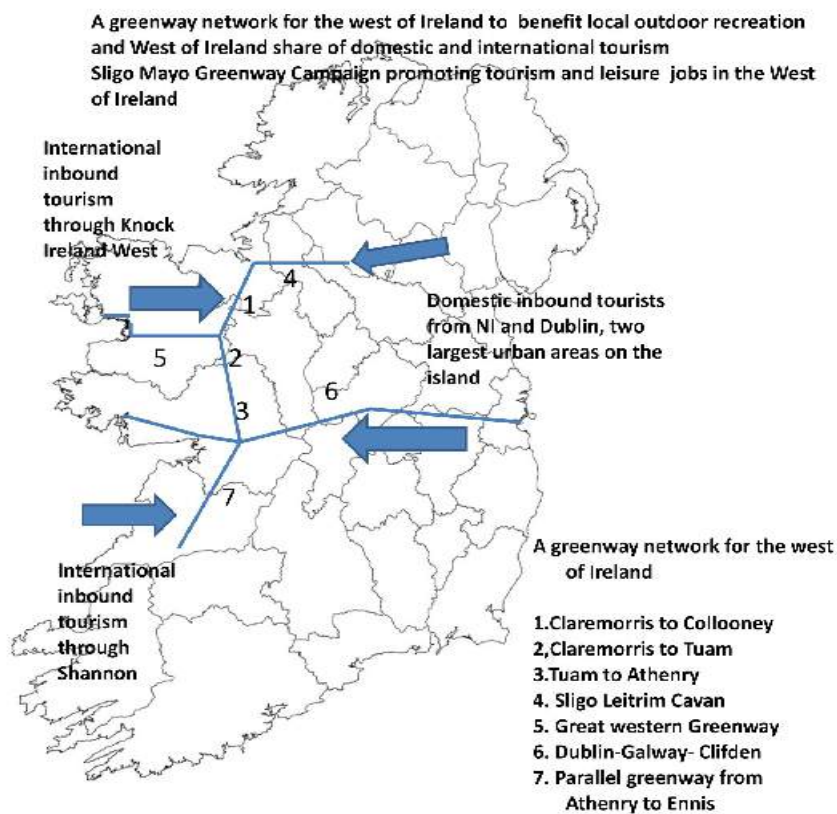 A greenway network for the west of Ireland to benefit local outdoor recreation
and West of Ireland share of domestic and international tourism
Sligo Mayo Greenway Campaign promoting tourism and leisure jobs in the West
of Ireland
International
inbound
tourism
through Knock
Ireland West
4
1
Domestic inbound tourists
from NI and Dublin, two
largest urban areas on the
island
5
2
6
3
7
International
inbound
tourism
through
Shannon
A greenway network for the west
of Ireland
1.Claremorris to Collooney
2,Claremorris to Tuam
3.Tuam to Athenry
4. Sligo Leitrim Cavan
5. Great western Greenway
6. Dublin-Galway- Clifden
7. Parallel greenway from
Athenry to Ennis